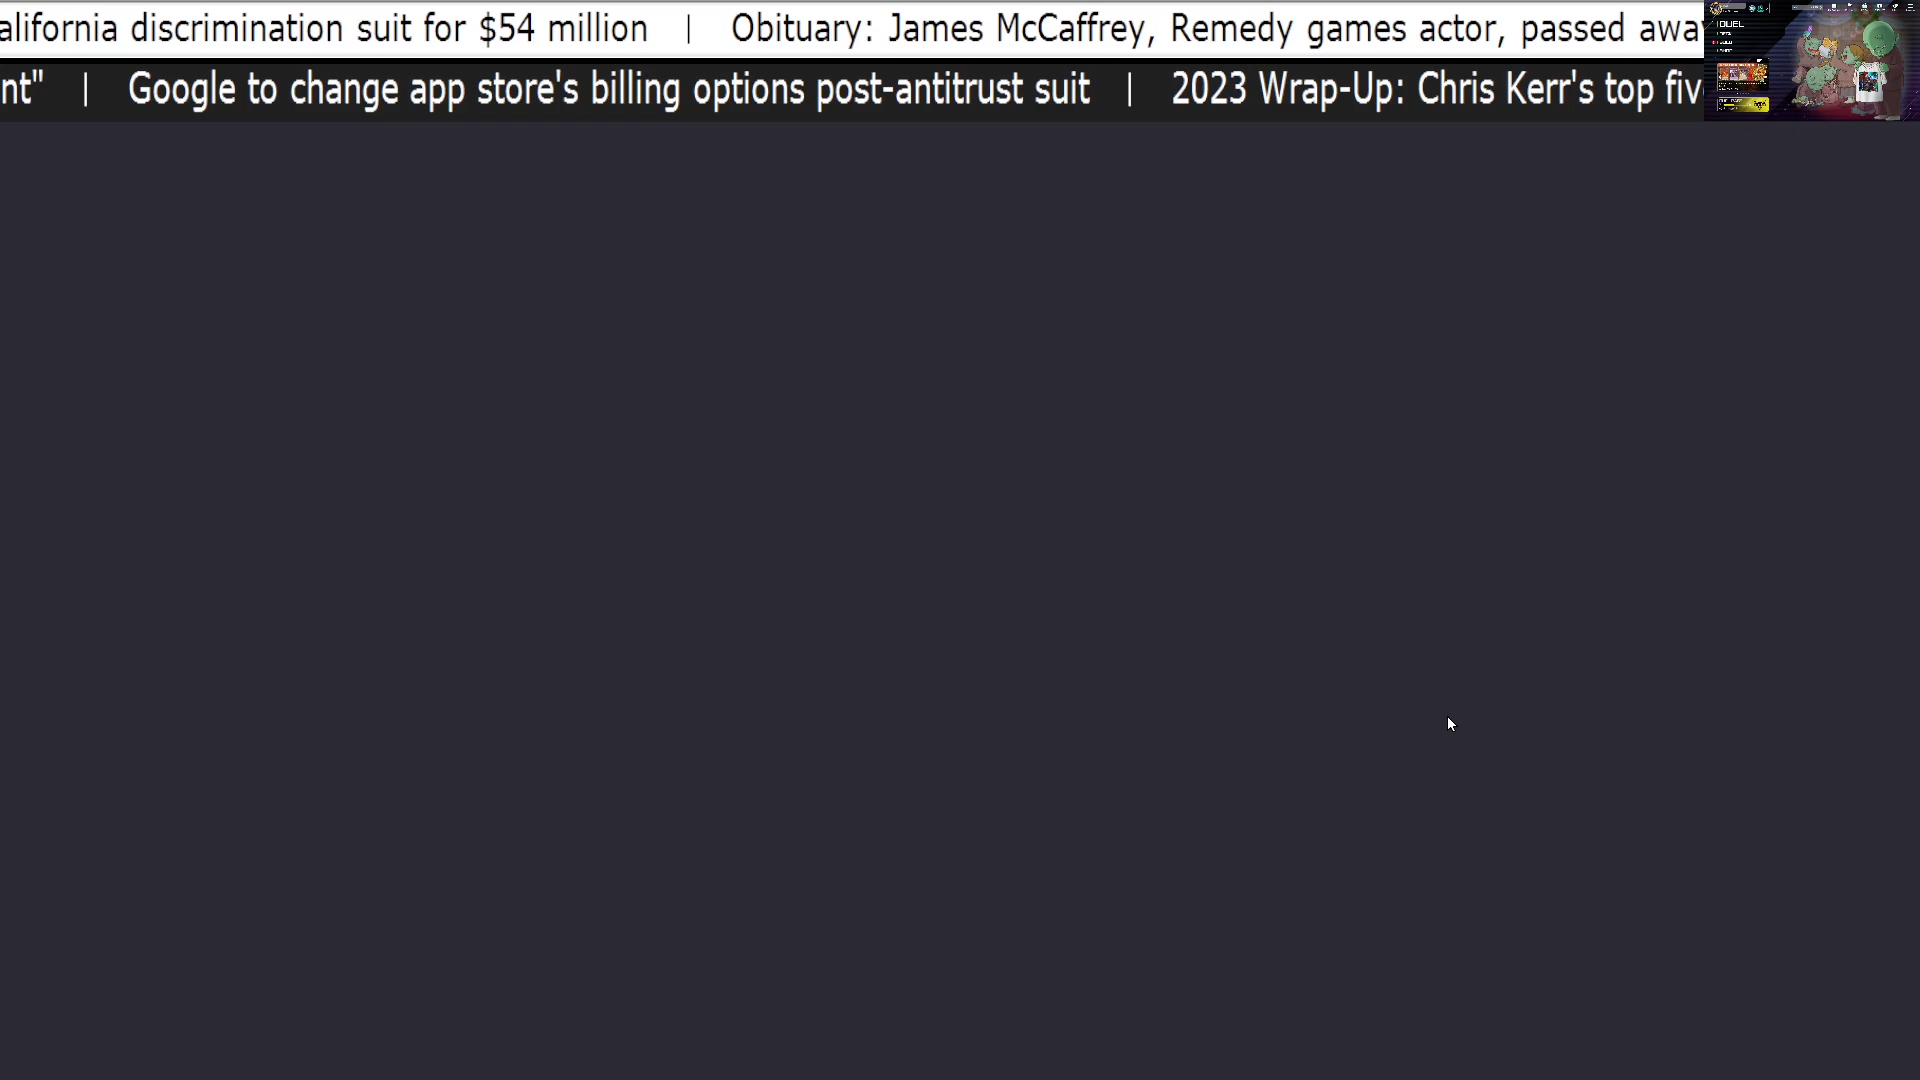 alifornia discrimination suit for $54 million | Obituary: James McCaffrey, Remedy games actor, passed awa
nt" | Google to change app store's billing options post-antitrust suit | 2023 Wrap-Up: Chris Kerr's top fiv
DUEL